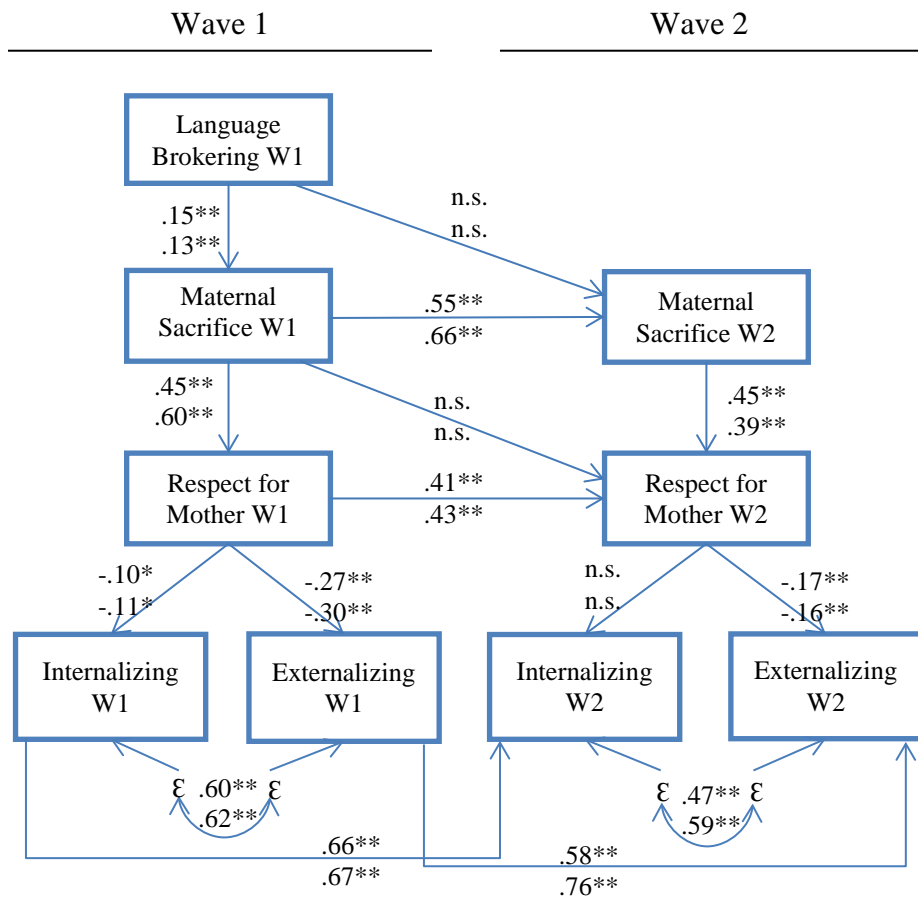 Wave 1
Wave 2
Language
Brokering W1
n.s.
n.s.
.15**
.13**
Maternal
Sacrifice W1
.55**
.66**
Maternal
Sacrifice W2
.45**
.60**
n.s.
n.s.
.45**
.39**
Respect for
Mother W1
.41**
.43**
Respect for
Mother W2
-.10*
-.11*
-.27**
-.30**
n.s.
n.s.
-.17**
-.16**
Internalizing
W1
Externalizing
W1
Internalizing
W2
Externalizing
W2
ε .60** ε
.62**
ε .47** ε
.59**
.66**
.67**
.58**
.76**